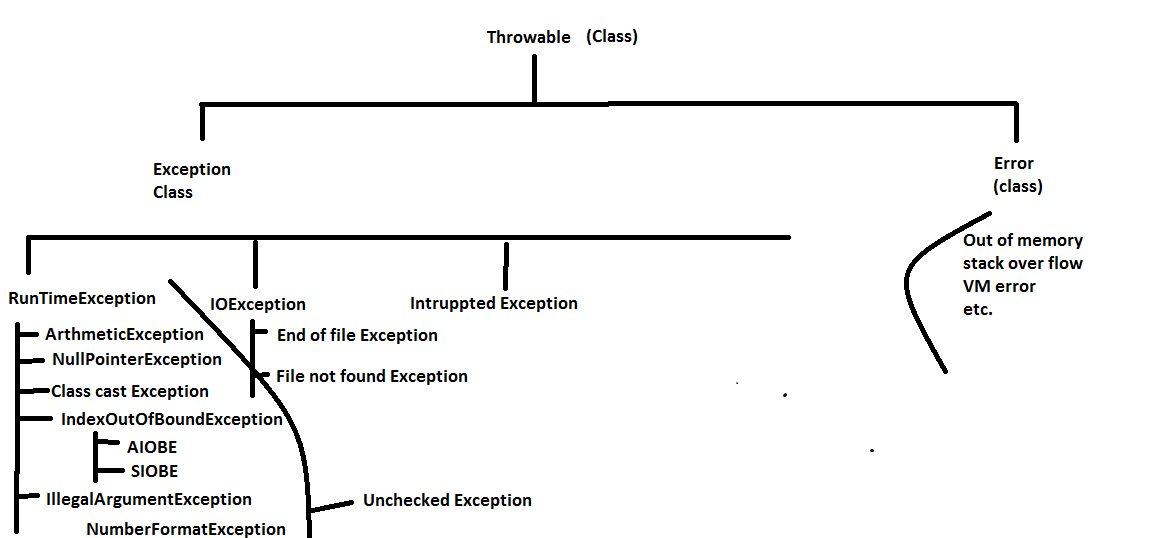 Throwable (Class)
Exception
Class
Error
(class)
Out of memory
stack over flow
VM error
etc.
RunTimeException
IOException
Intruppted Exception
ArthmeticException
End of file Exception
NullPointerException
File not found Exception
Class cast Exception
IndexOutOfBoundException
AIOBE
SIOBE
IllegalArgumentException
Unchecked Exception
NumberFormatException